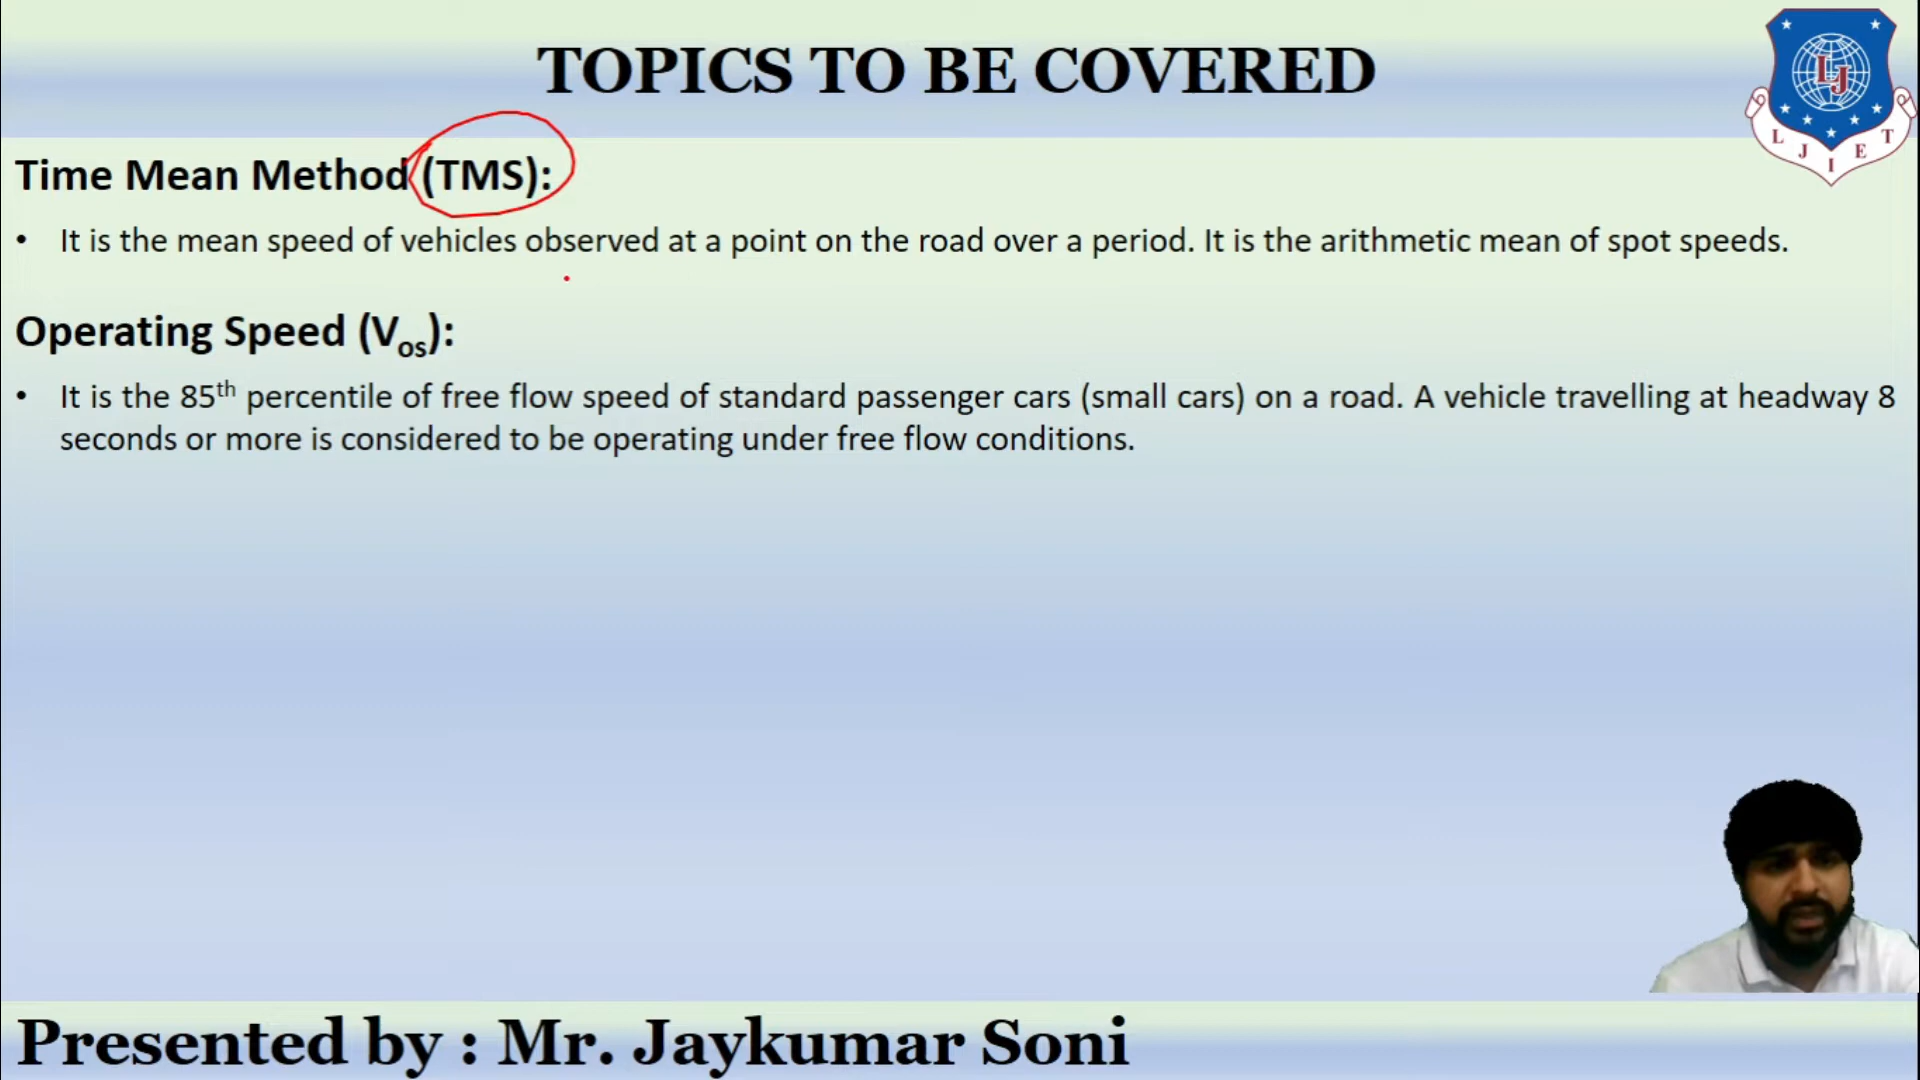 TOPICS TO BE COVERED
LJ
L J I E T
Time Mean Method (TMS):
• It is the mean speed of vehicles observed at a point on the road over a period. It is the arithmetic mean of spot speeds.
Operating Speed (Vos):
• It is the 85th percentile of free flow speed of standard passenger cars (small cars) on a road. A vehicle travelling at headway 8
seconds or more is considered to be operating under free flow conditions.
Presented by : Mr. Jaykumar Soni